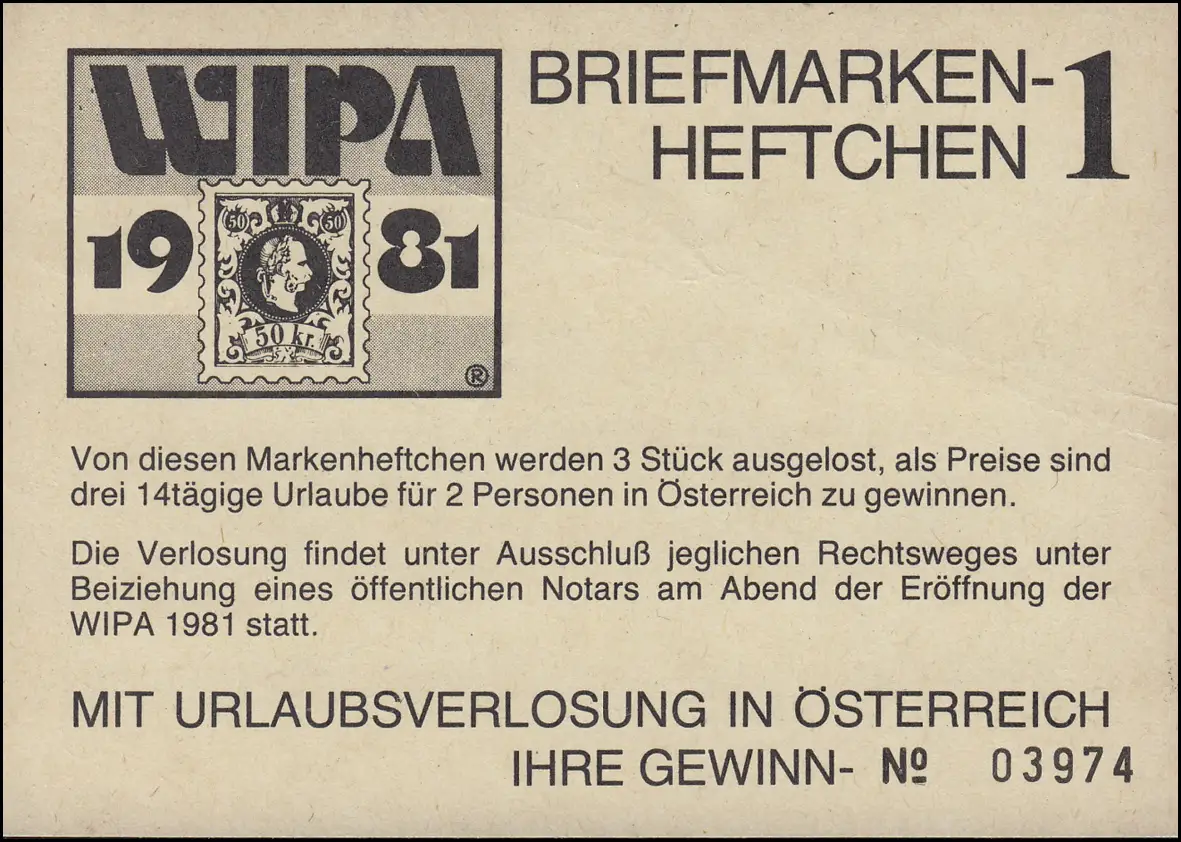 WIPA
1981
50 50
50 kr.
®
BRIEFMARKEN-
HEFTCHEN 1
Von diesen Markenheftchen werden 3 Stück ausgelost, als Preise sind
drei 14tägige Urlaube für 2 Personen in Österreich zu gewinnen.
Die Verlosung findet unter Ausschluß jeglichen Rechtsweges unter
Beiziehung eines öffentlichen Notars am Abend der Eröffnung der
WIPA 1981 statt.
MIT URLAUBSVERLOSUNG IN ÖSTERREICH
IHRE GEWINN- Nº 03974